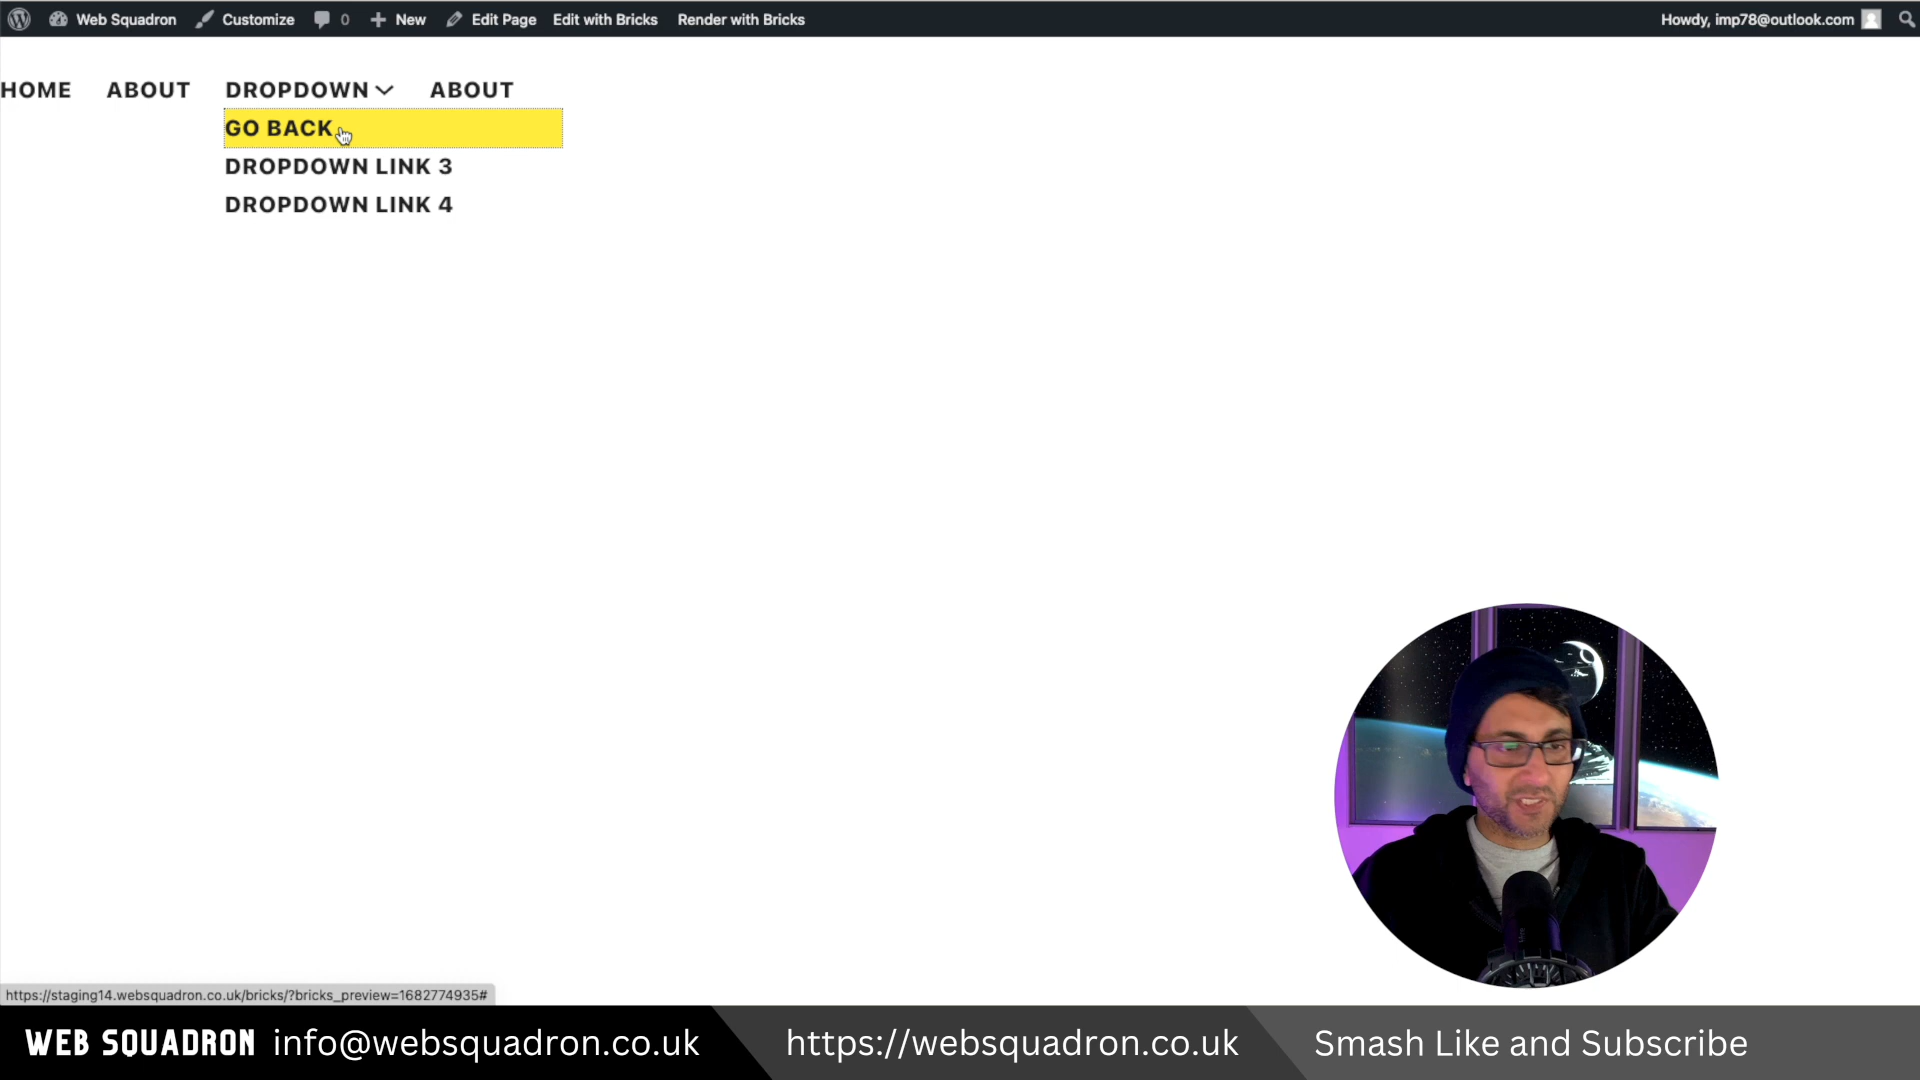 Web Squadron Customize 0 New Edit Page Edit with Bricks Render with Bricks Howdy, imp78@outlook.com
HOME ABOUT DROPDOWN ABOUT
GO BACK
DROPDOWN LINK 3
DROPDOWN LINK 4
https://staging14.websquadron.co.uk/bricks/?bricks_preview=1682774935#
WEB SQUADRON info@websquadron.co.uk https://websquadron.co.uk Smash Like and Subscribe